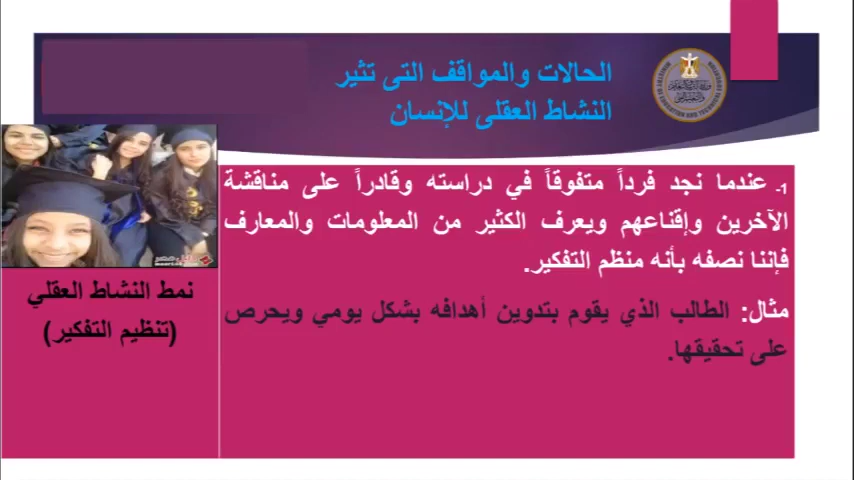 الحالات والمواقف التى تثير
النشاط العقلى للإنسان
1- عندما نجد فرداً متفوقاً في دراسته وقادراً على مناقشة
الآخرين وإقناعهم ويعرف الكثير من المعلومات والمعارف
فإننا نصفه بأنه منظم التفكير.
مثال: الطالب الذي يقوم بتدوين أهدافه بشكل يومي ويحرص
على تحقيقها.
نمط النشاط العقلي
(تنظيم التفكير)